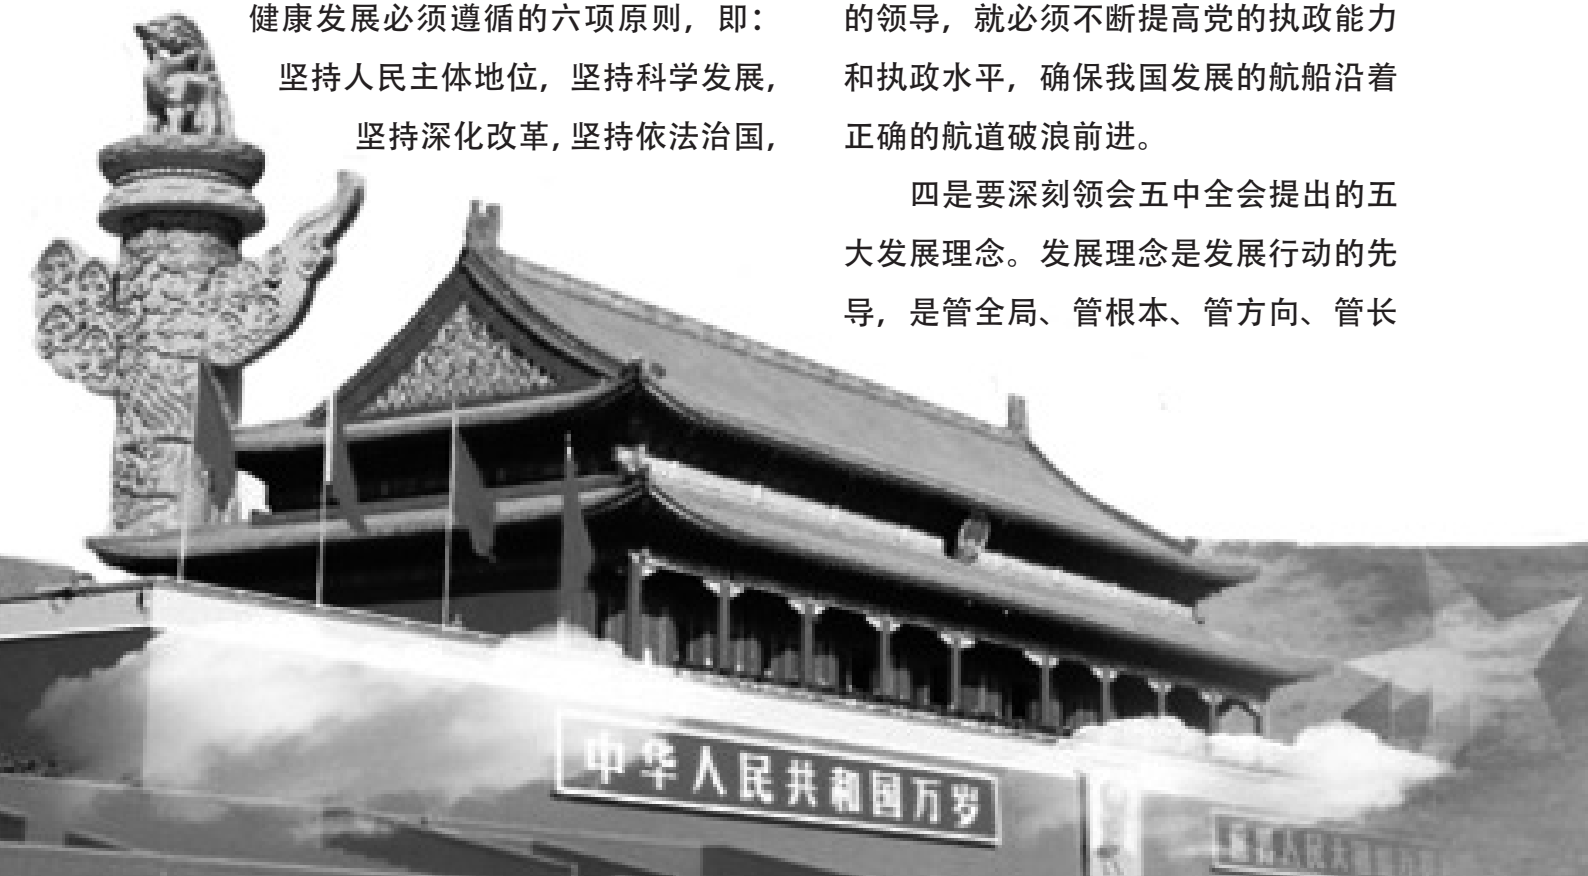 健康发展必须遵循的六项原则，即：
坚持人民主体地位，坚持科学发展，
坚持深化改革，坚持依法治国，
的领导，就必须不断提高党的执政能力
和执政水平，确保我国发展的航船沿着
正确的航道破浪前进。
四是要深刻领会五中全会提出的五
大发展理念。发展理念是发展行动的先
导，是管全局、管根本、管方向、管长
中华人民共和国万岁